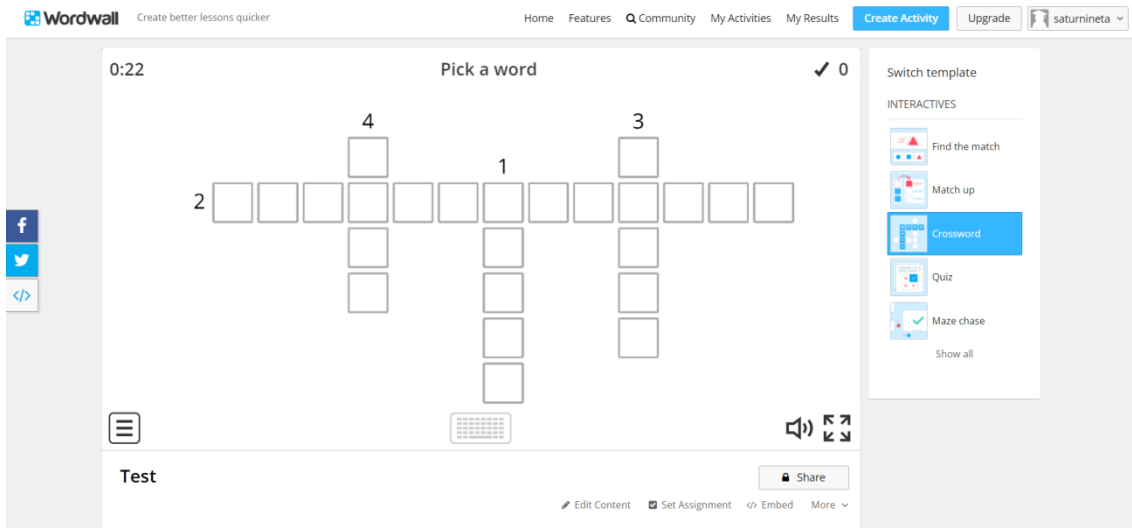 Wordwall Create better lessons quicker Home Features Community My Activities My Results Create Activity Upgrade saturnineta
0:22 Pick a word 0
4 3
1
2
Switch template
INTERACTIVES
Find the match
Match up
Crossword
Quiz
Maze chase
Show all
f
</>
Test Share
Edit Content Set Assignment </> Embed More